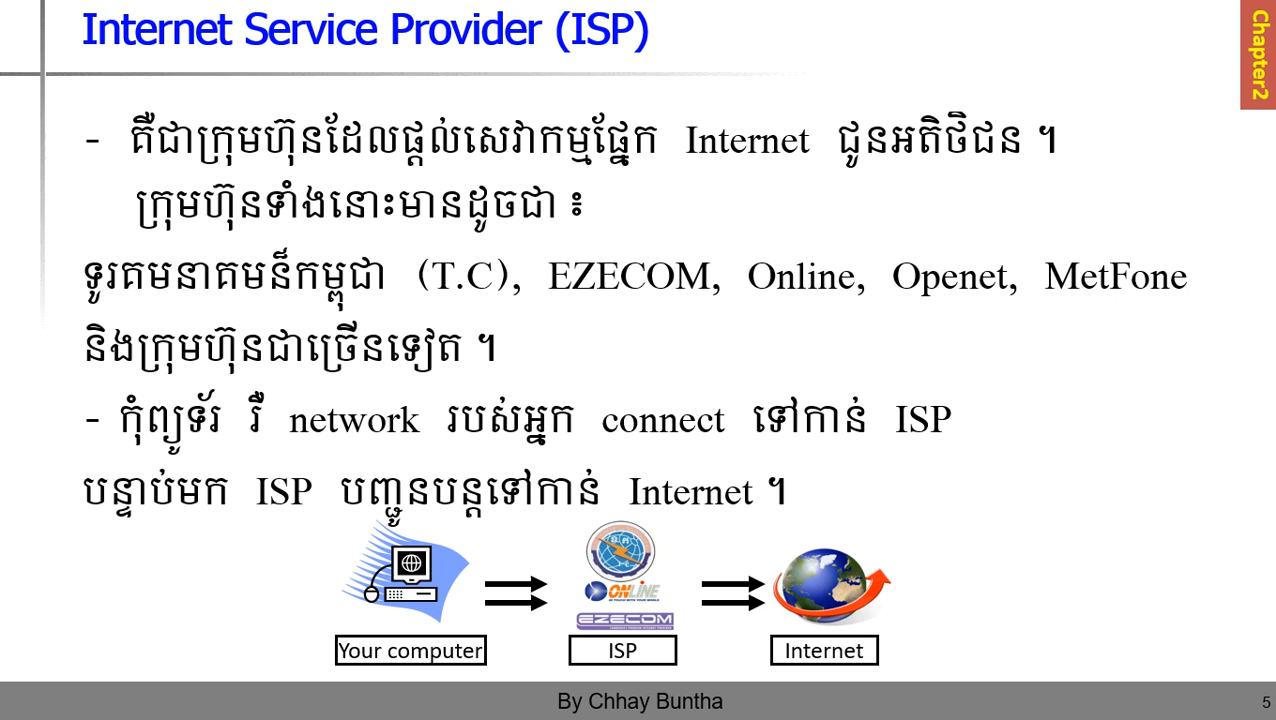 Internet Service Provider (ISP)
Chapter2
- គឺជាក្រុមហ៊ុនដែលផ្តល់សេវាកម្មផ្នែក Internet ជូនអតិថិជន ។
ក្រុមហ៊ុនទាំងនោះមានដូចជា ៖
ទូរគមនាគមន៏កម្ពុជា (T.C), EZECOM, Online, Openet, MetFone
និងក្រុមហ៊ុនជាច្រើនទៀត ។
- កុំព្យូទ័រ រឺ network របស់អ្នក connect ទៅកាន់ ISP
បន្ទាប់មក ISP បញ្ជូនបន្តទៅកាន់ Internet ។
ONLINE
EZECOM
Your computer
ISP
Internet
By Chhay Buntha
5